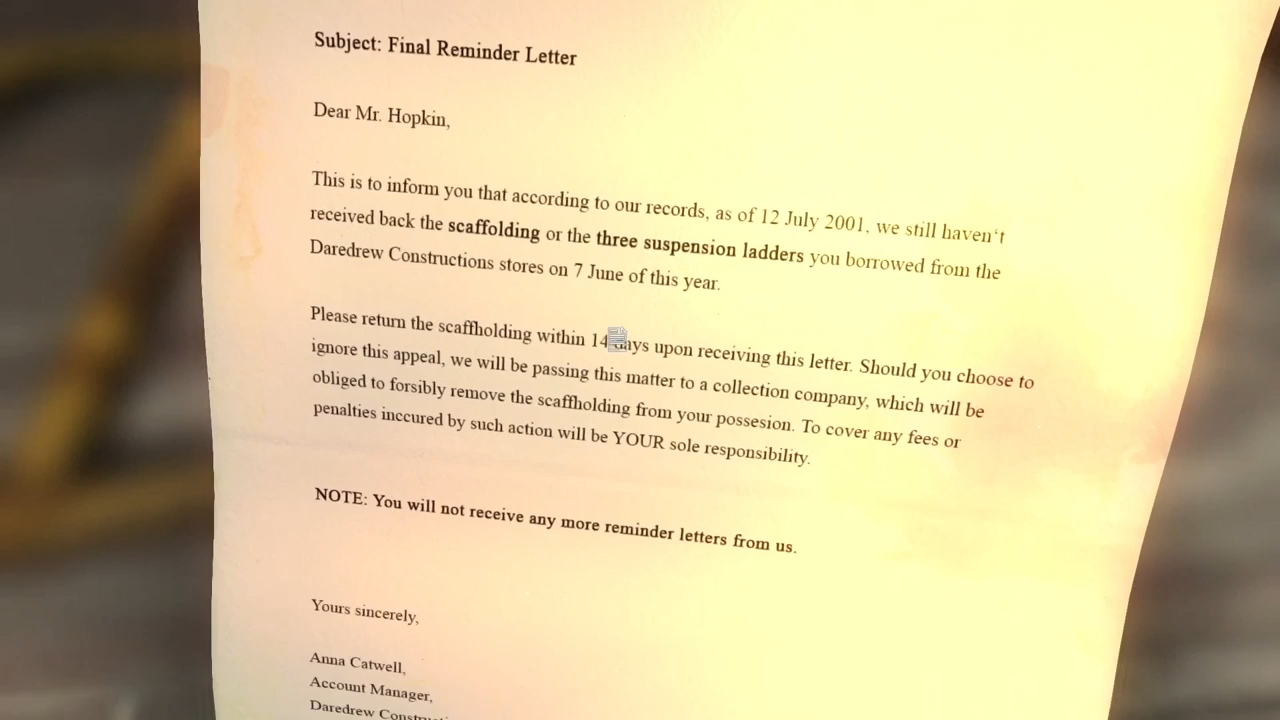 Subject: Final Reminder Letter
Dear Mr. Hopkin,
This is to inform you that according to our records, as of 12 July 2001, we still haven't
received back the scaffolding or the three suspension ladders you borrowed from the
Daredrew Constructions stores on 7 June of this year.
Please return the scaffholding within 14 days upon receiving this letter. Should you choose to
ignore this appeal, we will be passing this matter to a collection company, which will be
obliged to forsibly remove the scaffholding from your possesion. To cover any fees or
penalties inccured by such action will be YOUR sole responsibility.
NOTE: You will not receive any more reminder letters from us.
Yours sincerely,
Anna Catwell,
Account Manager,
Daredrew